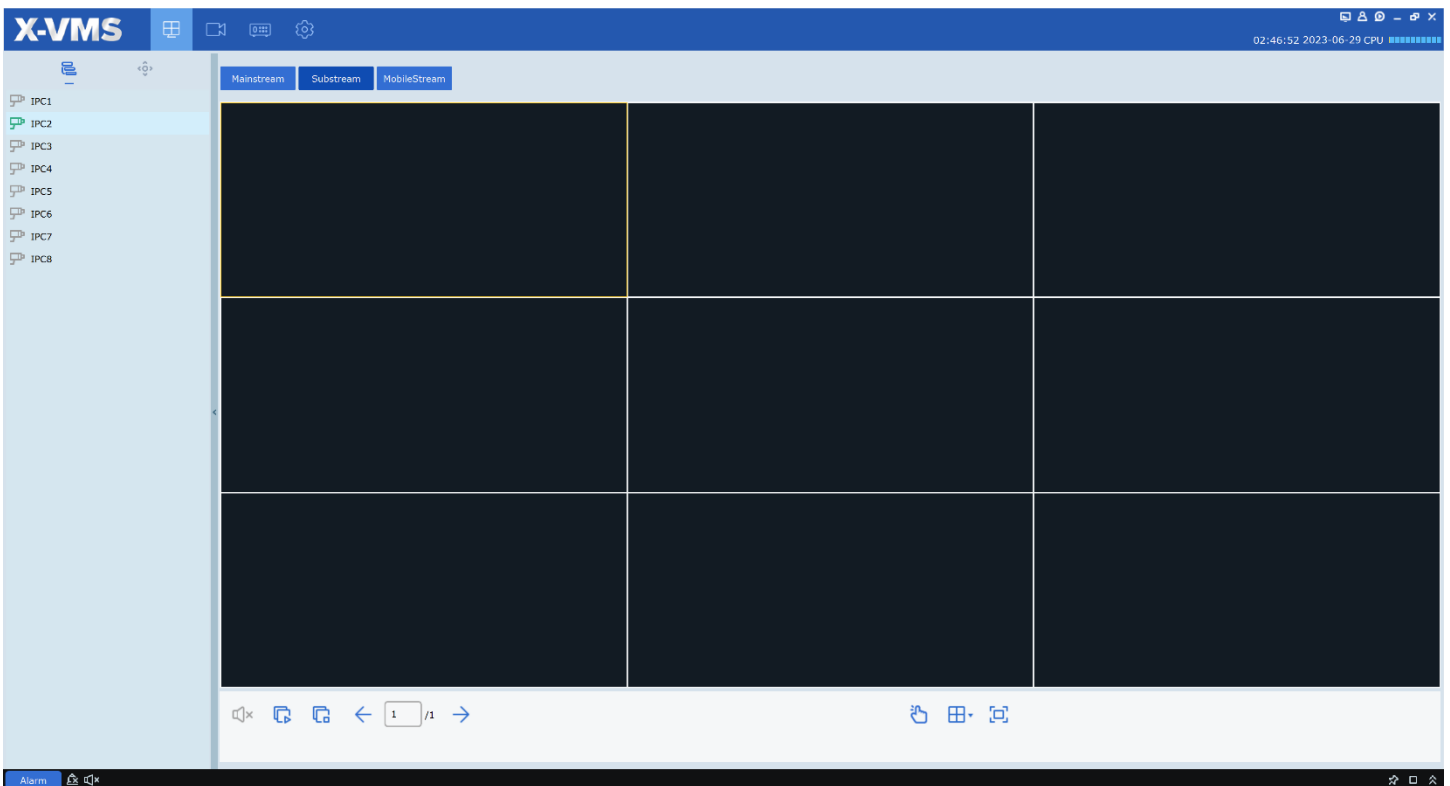 X-VMS
02:46:52 2023-06-29 CPU
Mainstream Substream MobileStream
IPC1
IPC2
IPC3
IPC4
IPC5
IPC6
IPC7
IPC8
1 /1
Alarm